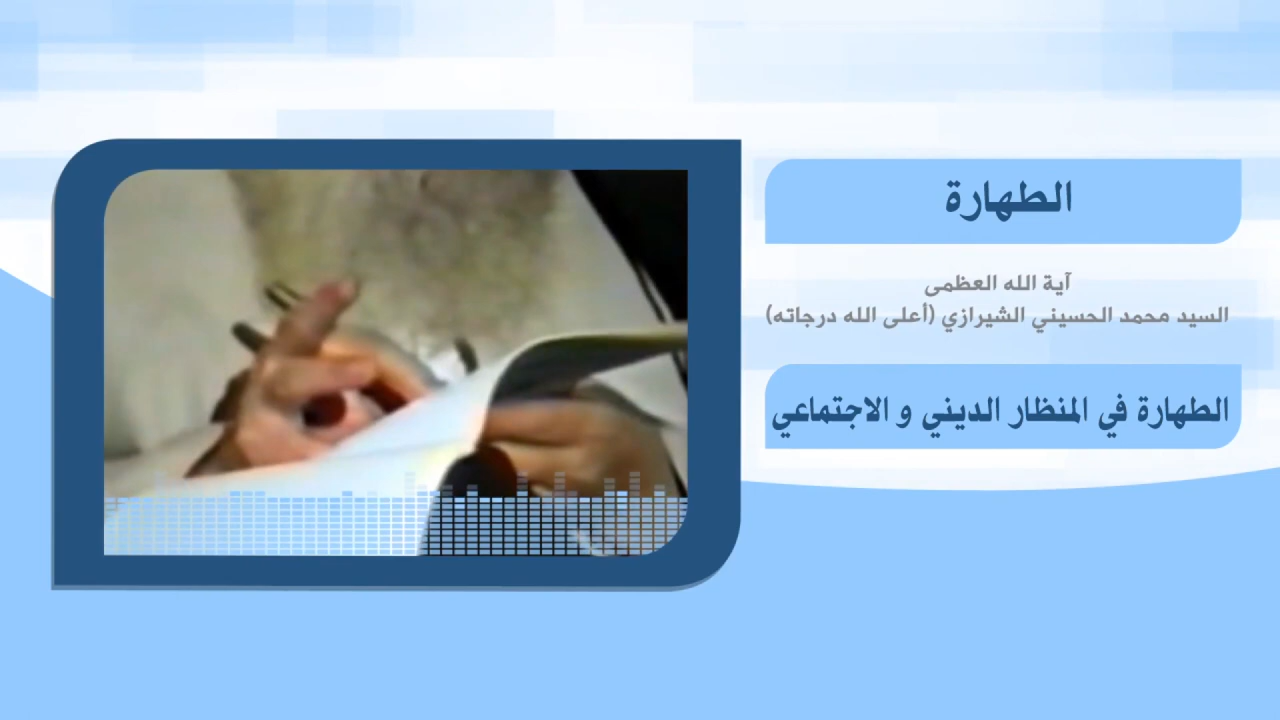 الطهارة
آية الله العظمى
السيد محمد الحسيني الشيرازي (أعلى الله درجاته)
الطهارة في المنظار الديني و الاجتماعي